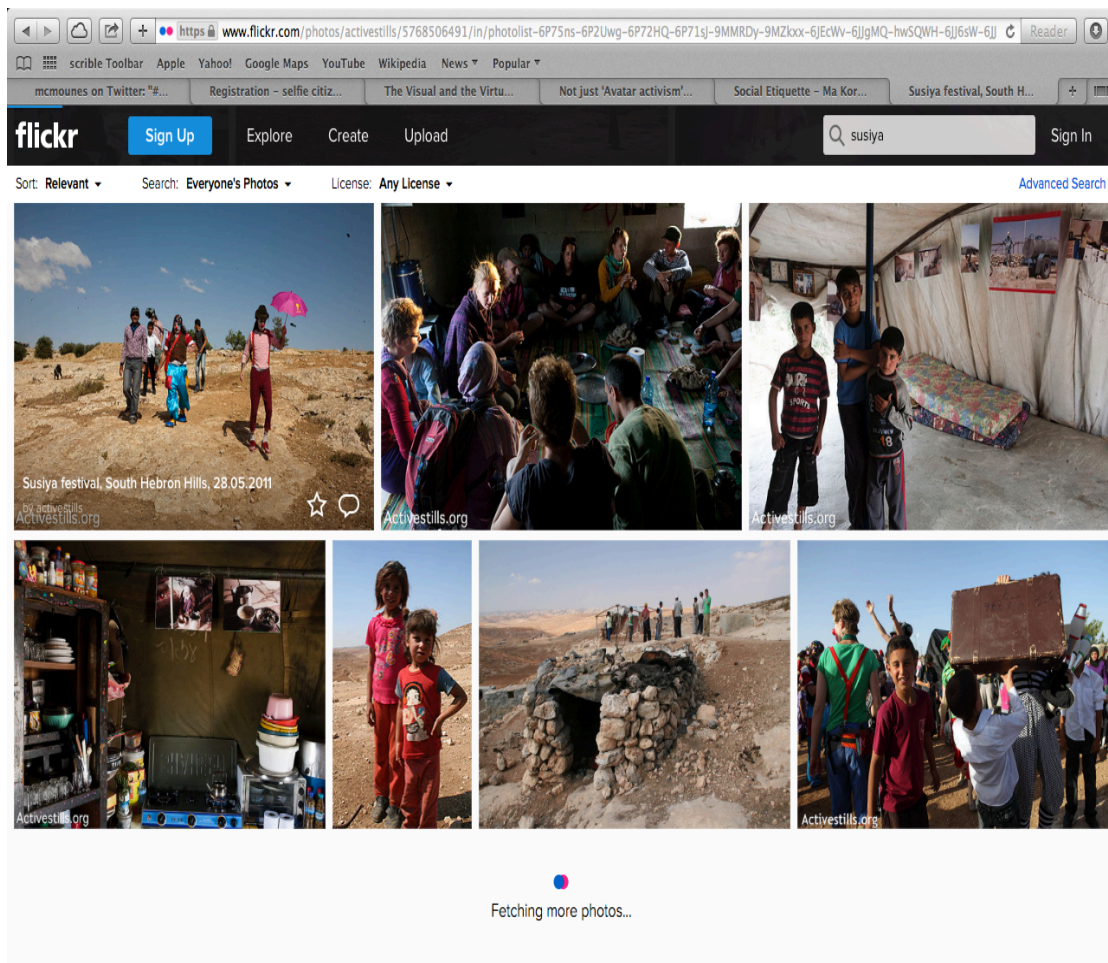 https www.flickr.com/photos/activestills/5768506491/in/photolist-6P75ns-6P2Uwg-6P72HQ-6P71sJ-9MMRDy-9MZkxx-6JEcWv-6JJgMQ-hwSQWH-6JJ6sW-6JJ Reader
scrible Toolbar Apple Yahoo! Google Maps YouTube Wikipedia News Popular
mcmounes on Twitter: "#... Registration – selfie citiz... The Visual and the Virtu... Not just 'Avatar activism'... Social Etiquette – Ma Kor... Susiya festival, South H...
flickr Sign Up Explore Create Upload susiya Sign In
Sort: Relevant Search: Everyone's Photos License: Any License Advanced Search
Susiya festival, South Hebron Hills, 28.05.2011
by activestills
Activestills.org
Activestills.org
Activestills.org
SPORTS
18
Activestills.org
Activestills.org
Fetching more photos...